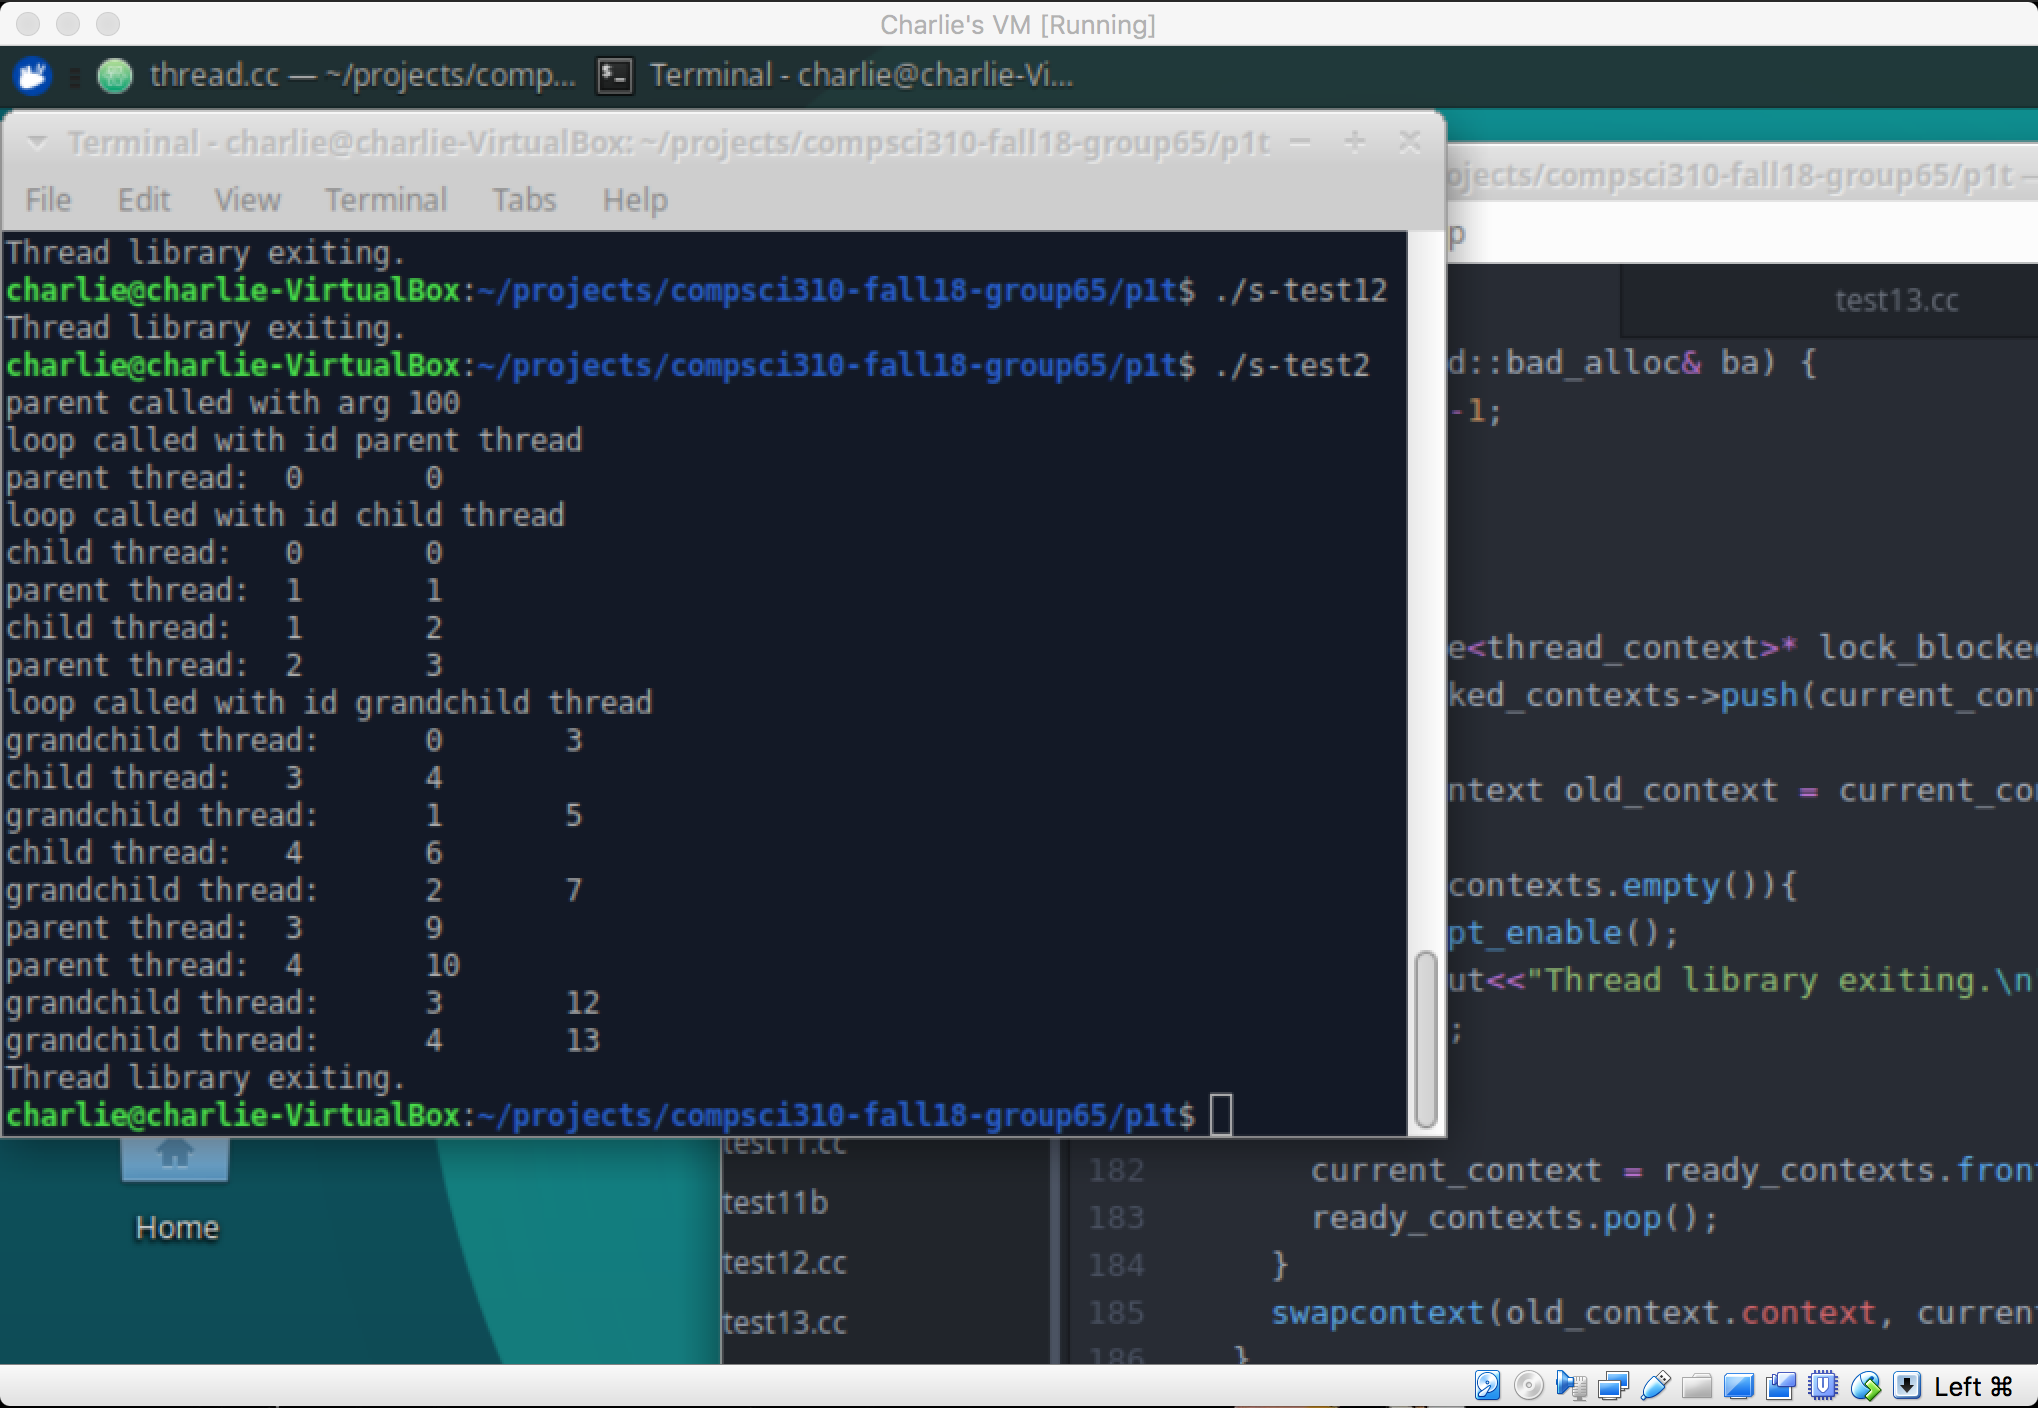 Charlie's VM [Running]
thread.cc — ~/projects/comp... Terminal - charlie@charlie-Vi...
Terminal - charlie@charlie-VirtualBox: ~/projects/compsci310-fall18-group65/p1t
ojects/compsci310-fall18-group65/p1t —
File Edit View Terminal Tabs Help
p
Thread library exiting.
charlie@charlie-VirtualBox:~/projects/compsci310-fall18-group65/p1t$ ./s-test12
Thread library exiting.
charlie@charlie-VirtualBox:~/projects/compsci310-fall18-group65/p1t$ ./s-test2
parent called with arg 100
loop called with id parent thread
parent thread: 0 0
loop called with id child thread
child thread: 0 0
parent thread: 1 1
child thread: 1 2
parent thread: 2 3
loop called with id grandchild thread
grandchild thread: 0 3
child thread: 3 4
grandchild thread: 1 5
child thread: 4 6
grandchild thread: 2 7
parent thread: 3 9
parent thread: 4 10
grandchild thread: 3 12
grandchild thread: 4 13
Thread library exiting.
charlie@charlie-VirtualBox:~/projects/compsci310-fall18-group65/p1t$
test13.cc
d::bad_alloc& ba) {
-1;
e<thread_context>* lock_blocke
ked_contexts->push(current_con
ntext old_context = current_co
contexts.empty()){
pt_enable();
ut<<"Thread library exiting.\n
;
Home
test11.cc
test11b
test12.cc
test13.cc
182 current_context = ready_contexts.fron
183 ready_contexts.pop();
184 }
185 swapcontext(old_context.context, curren
186 }
Left ⌘